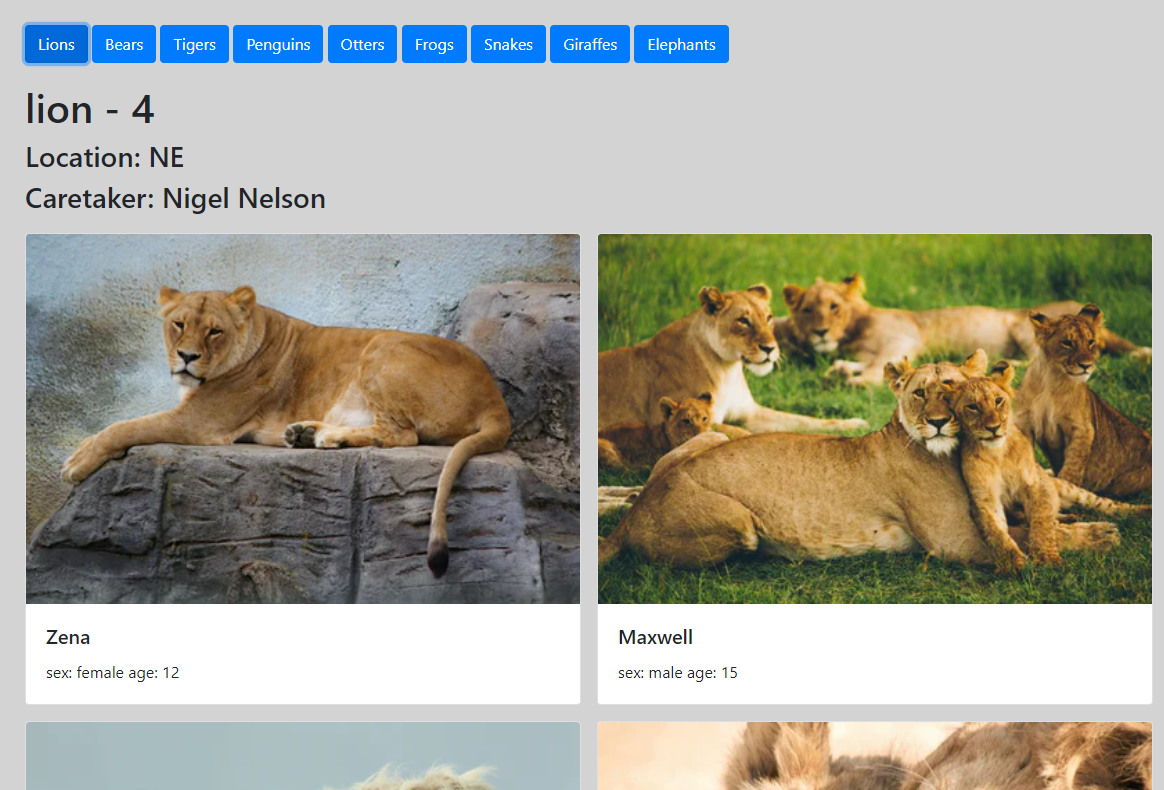 Lions Bears Tigers Penguins Otters Frogs Snakes Giraffes Elephants
lion - 4
Location: NE
Caretaker: Nigel Nelson
Zena
sex: female age: 12
Maxwell
sex: male age: 15